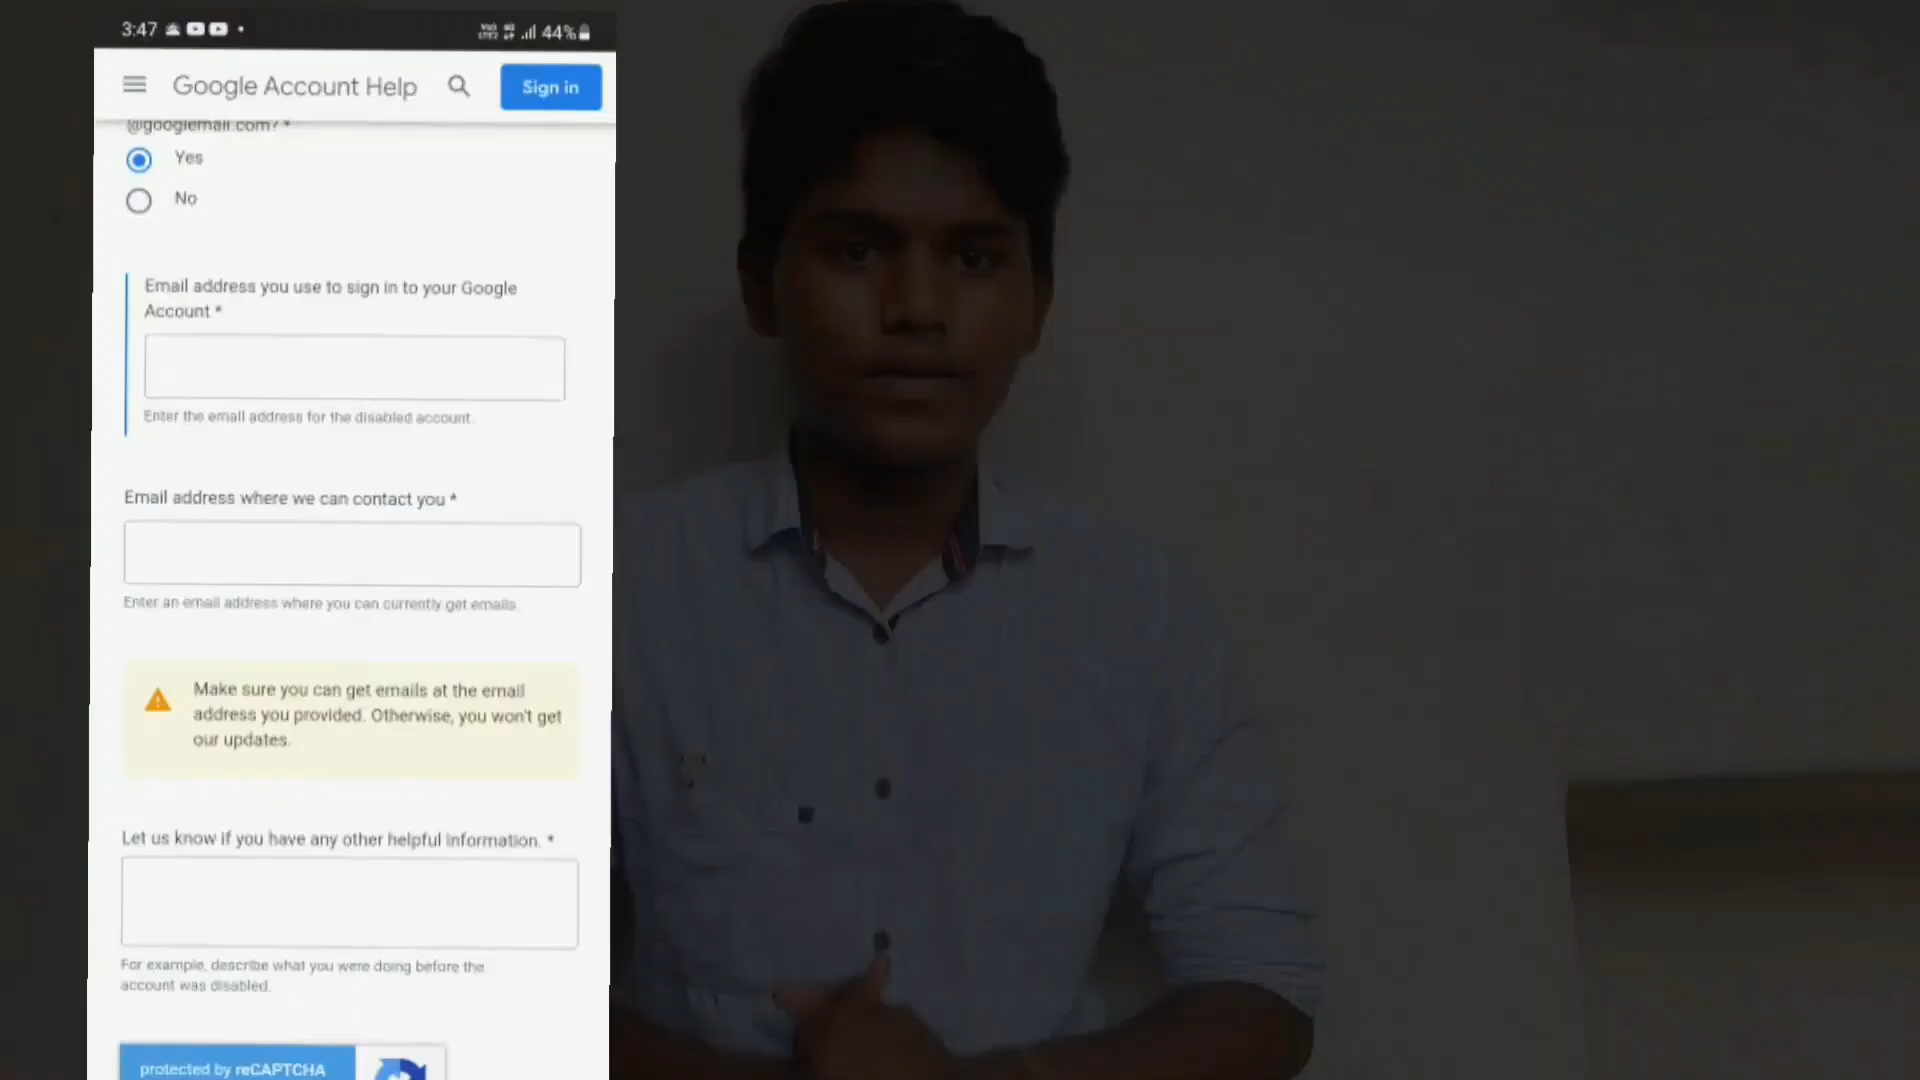 3:47 44%
Google Account Help Sign in
@googlemail.com? *
Yes
No
Email address you use to sign in to your Google
Account *
Enter the email address for the disabled account.
Email address where we can contact you *
Enter an email address where you can currently get emails
Make sure you can get emails at the email
address you provided. Otherwise, you won't get
our updates.
Let us know if you have any other helpful information. *
For example, describe what you were doing before the
account was disabled.
protected by reCAPTCHA